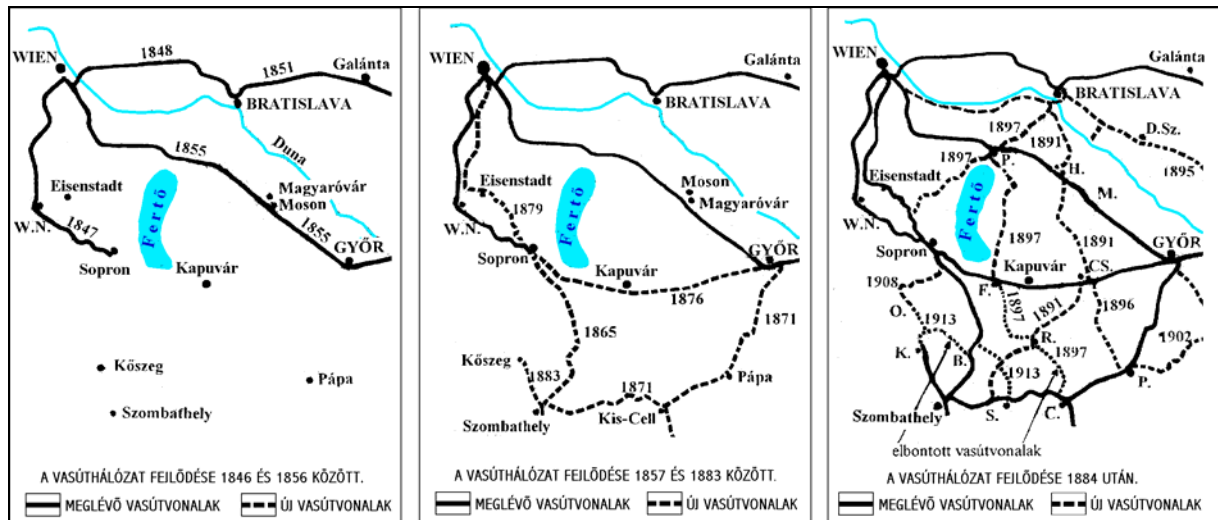 WIEN
1848
1851
Galánta
BRATISLAVA
Duna
1855
Eisenstadt
Magyaróvár
Moson
Fertő
W.N.
1847
1855
GYŐR
Sopron
Kapuvár
Kőszeg
Pápa
Szombathely
A VASÚTHÁLÓZAT FEJLŐDÉSE 1846 ÉS 1856 KÖZÖTT.
MEGLÉVŐ VASÚTVONALAK
ÚJ VASÚTVONALAK
WIEN
Galánta
BRATISLAVA
Eisenstadt
Moson
Magyaróvár
1879
Fertő
W.N.
GYŐR
Sopron
Kapuvár
1876
1865
1871
Kőszeg
1883
1871
Pápa
Szombathely
Kis-Cell
A VASÚTHÁLÓZAT FEJLŐDÉSE 1857 ÉS 1883 KÖZÖTT.
MEGLÉVŐ VASÚTVONALAK
ÚJ VASÚTVONALAK
WIEN
Galánta
BRATISLAVA
1897
1891
D.Sz.
1897
P.
H.
1895
Eisenstadt
M.
Fertő
W.N.
1897
1891
GYŐR
Sopron
Kapuvár
CS.
F.
1908
1897
1891
1896
O.
1913
R.
1902
K.
B.
1897
1913
P.
Szombathely
S.
C.
elbontott vasútvonalak
A VASÚTHÁLÓZAT FEJLŐDÉSE 1884 UTÁN.
MEGLÉVŐ VASÚTVONALAK
ÚJ VASÚTVONALAK